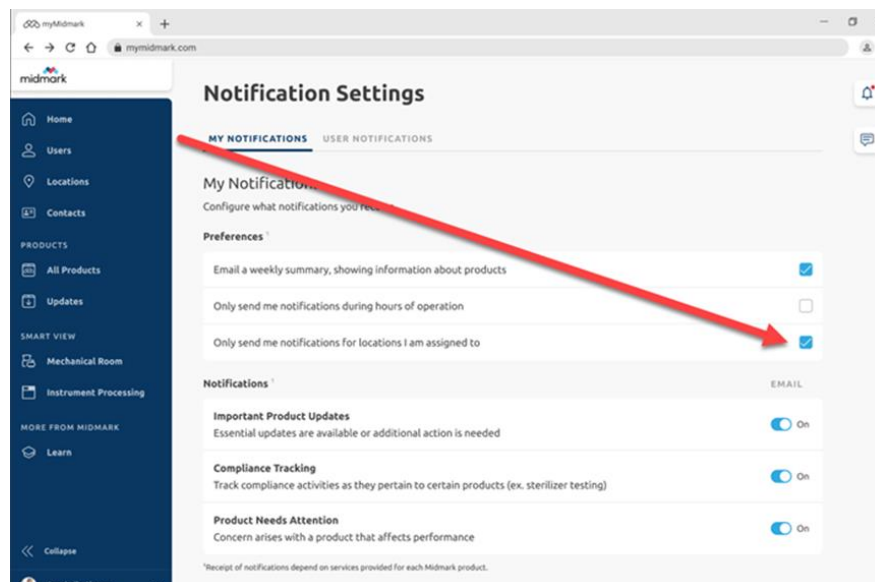 myMidmark
mymidmark.com
midmark
Home
Users
Locations
Contacts
PRODUCTS
All Products
Updates
SMART VIEW
Mechanical Room
Instrument Processing
MORE FROM MIDMARK
Learn
Collapse
Notification Settings
MY NOTIFICATIONS USER NOTIFICATIONS
My Notification
Configure what notifications you
Preferences ¹
Email a weekly summary, showing information about products
Only send me notifications during hours of operation
Only send me notifications for locations I am assigned to
Notifications ¹ EMAIL
Important Product Updates
Essential updates are available or additional action is needed
On
Compliance Tracking
Track compliance activities as they pertain to certain products (ex. sterilizer testing)
On
Product Needs Attention
Concern arises with a product that affects performance
On
¹Receipt of notifications depend on services provided for each Midmark product.